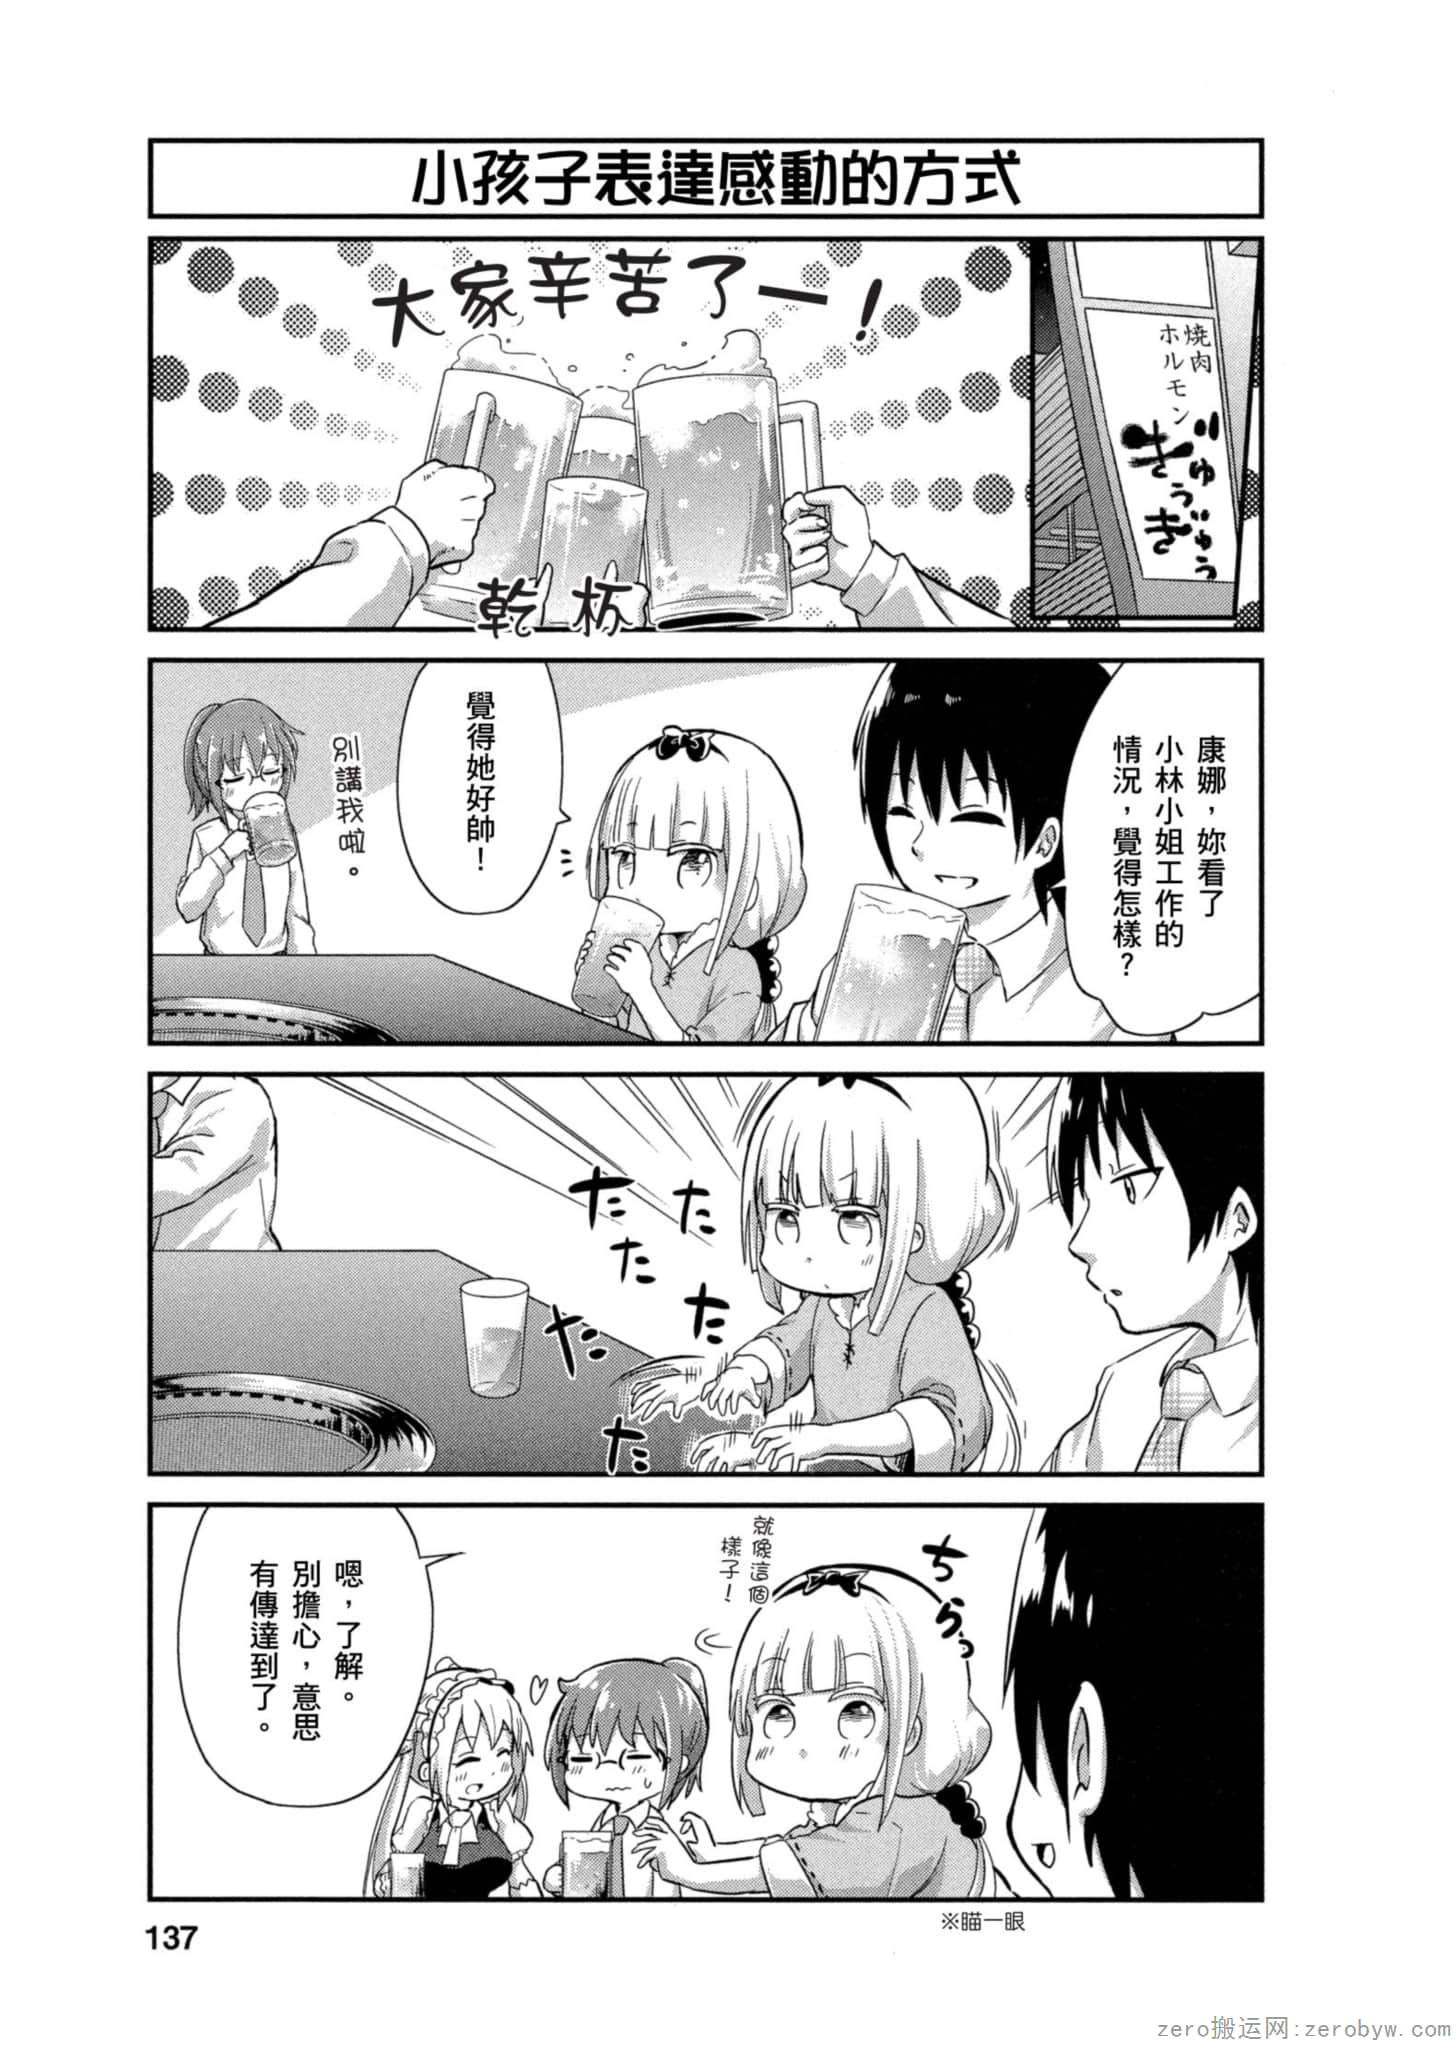 小孩子表達感動的方式
焼肉
ホルモン
ぎゅうぎゅう
大家辛苦了ー！
乾杯
康娜，妳看了
小林小姐工作的
情況，覺得怎樣？
覺得她好帥！
別講我啦。
た た た た た た た
ちらっ
就像這個
樣子！
嗯，了解。
別擔心，意思
有傳達到了。
※瞄一眼
137
zero搬运网:zerobyw.com